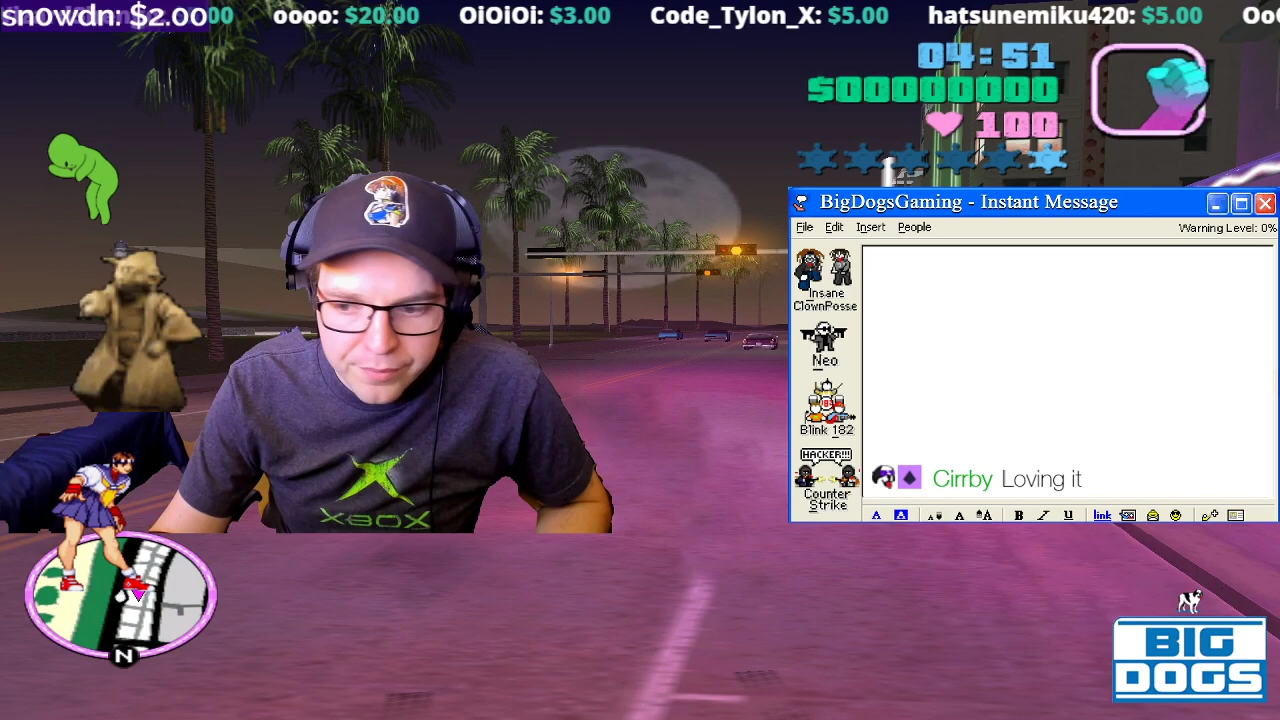 snowdn: $2.00
00 oooo: $20.00 OiOiOi: $3.00 Code_Tylon_X: $5.00 hatsunemiku420: $5.00
04:51
$00000000
100
BigDogsGaming - Instant Message
File Edit Insert People Warning Level: 0%
Insane
ClownPosse
Neo
Blink 182
HACKER!!!
Counter
Strike
Cirrby Loving it
A A A A A B I U link
XBOX
N
BIG
DOGS